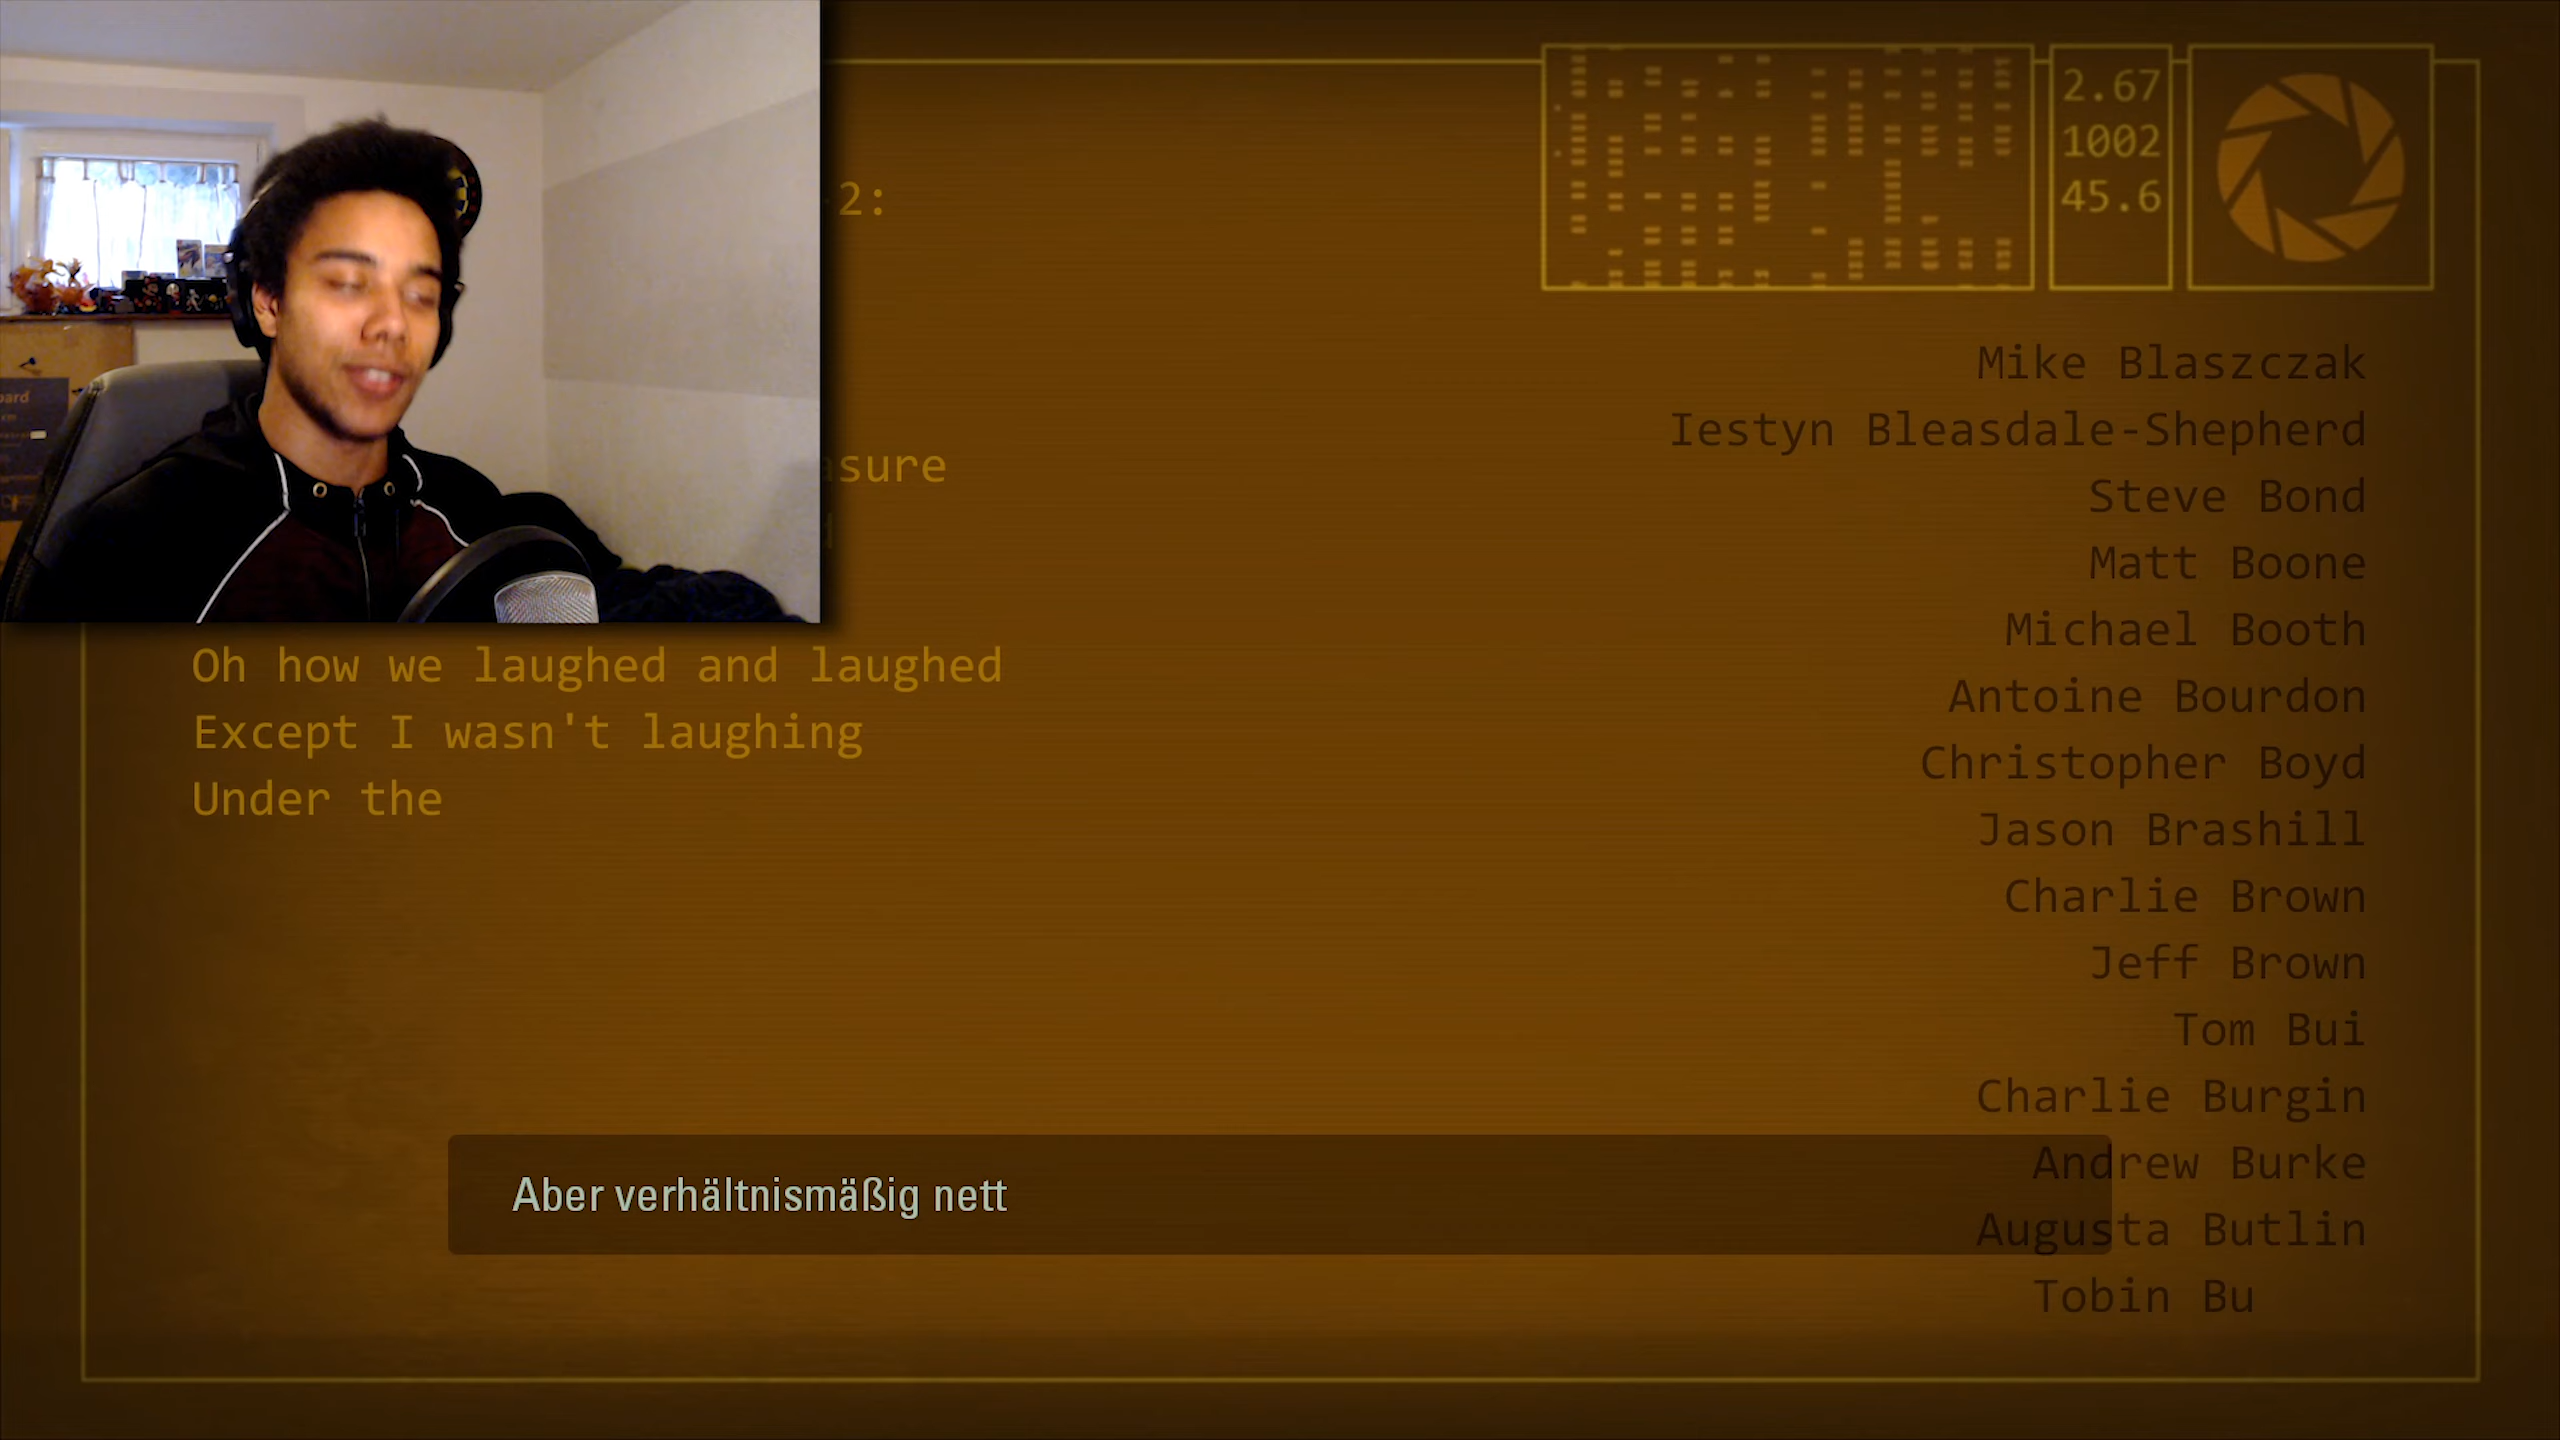 2.67
1002
45.6
2:
asure
Oh how we laughed and laughed
Except I wasn't laughing
Under the
Mike Blaszczak
Iestyn Bleasdale-Shepherd
Steve Bond
Matt Boone
Michael Booth
Antoine Bourdon
Christopher Boyd
Jason Brashill
Charlie Brown
Jeff Brown
Tom Bui
Charlie Burgin
Andrew Burke
Augusta Butlin
Tobin Bu
Aber verhältnismäßig nett